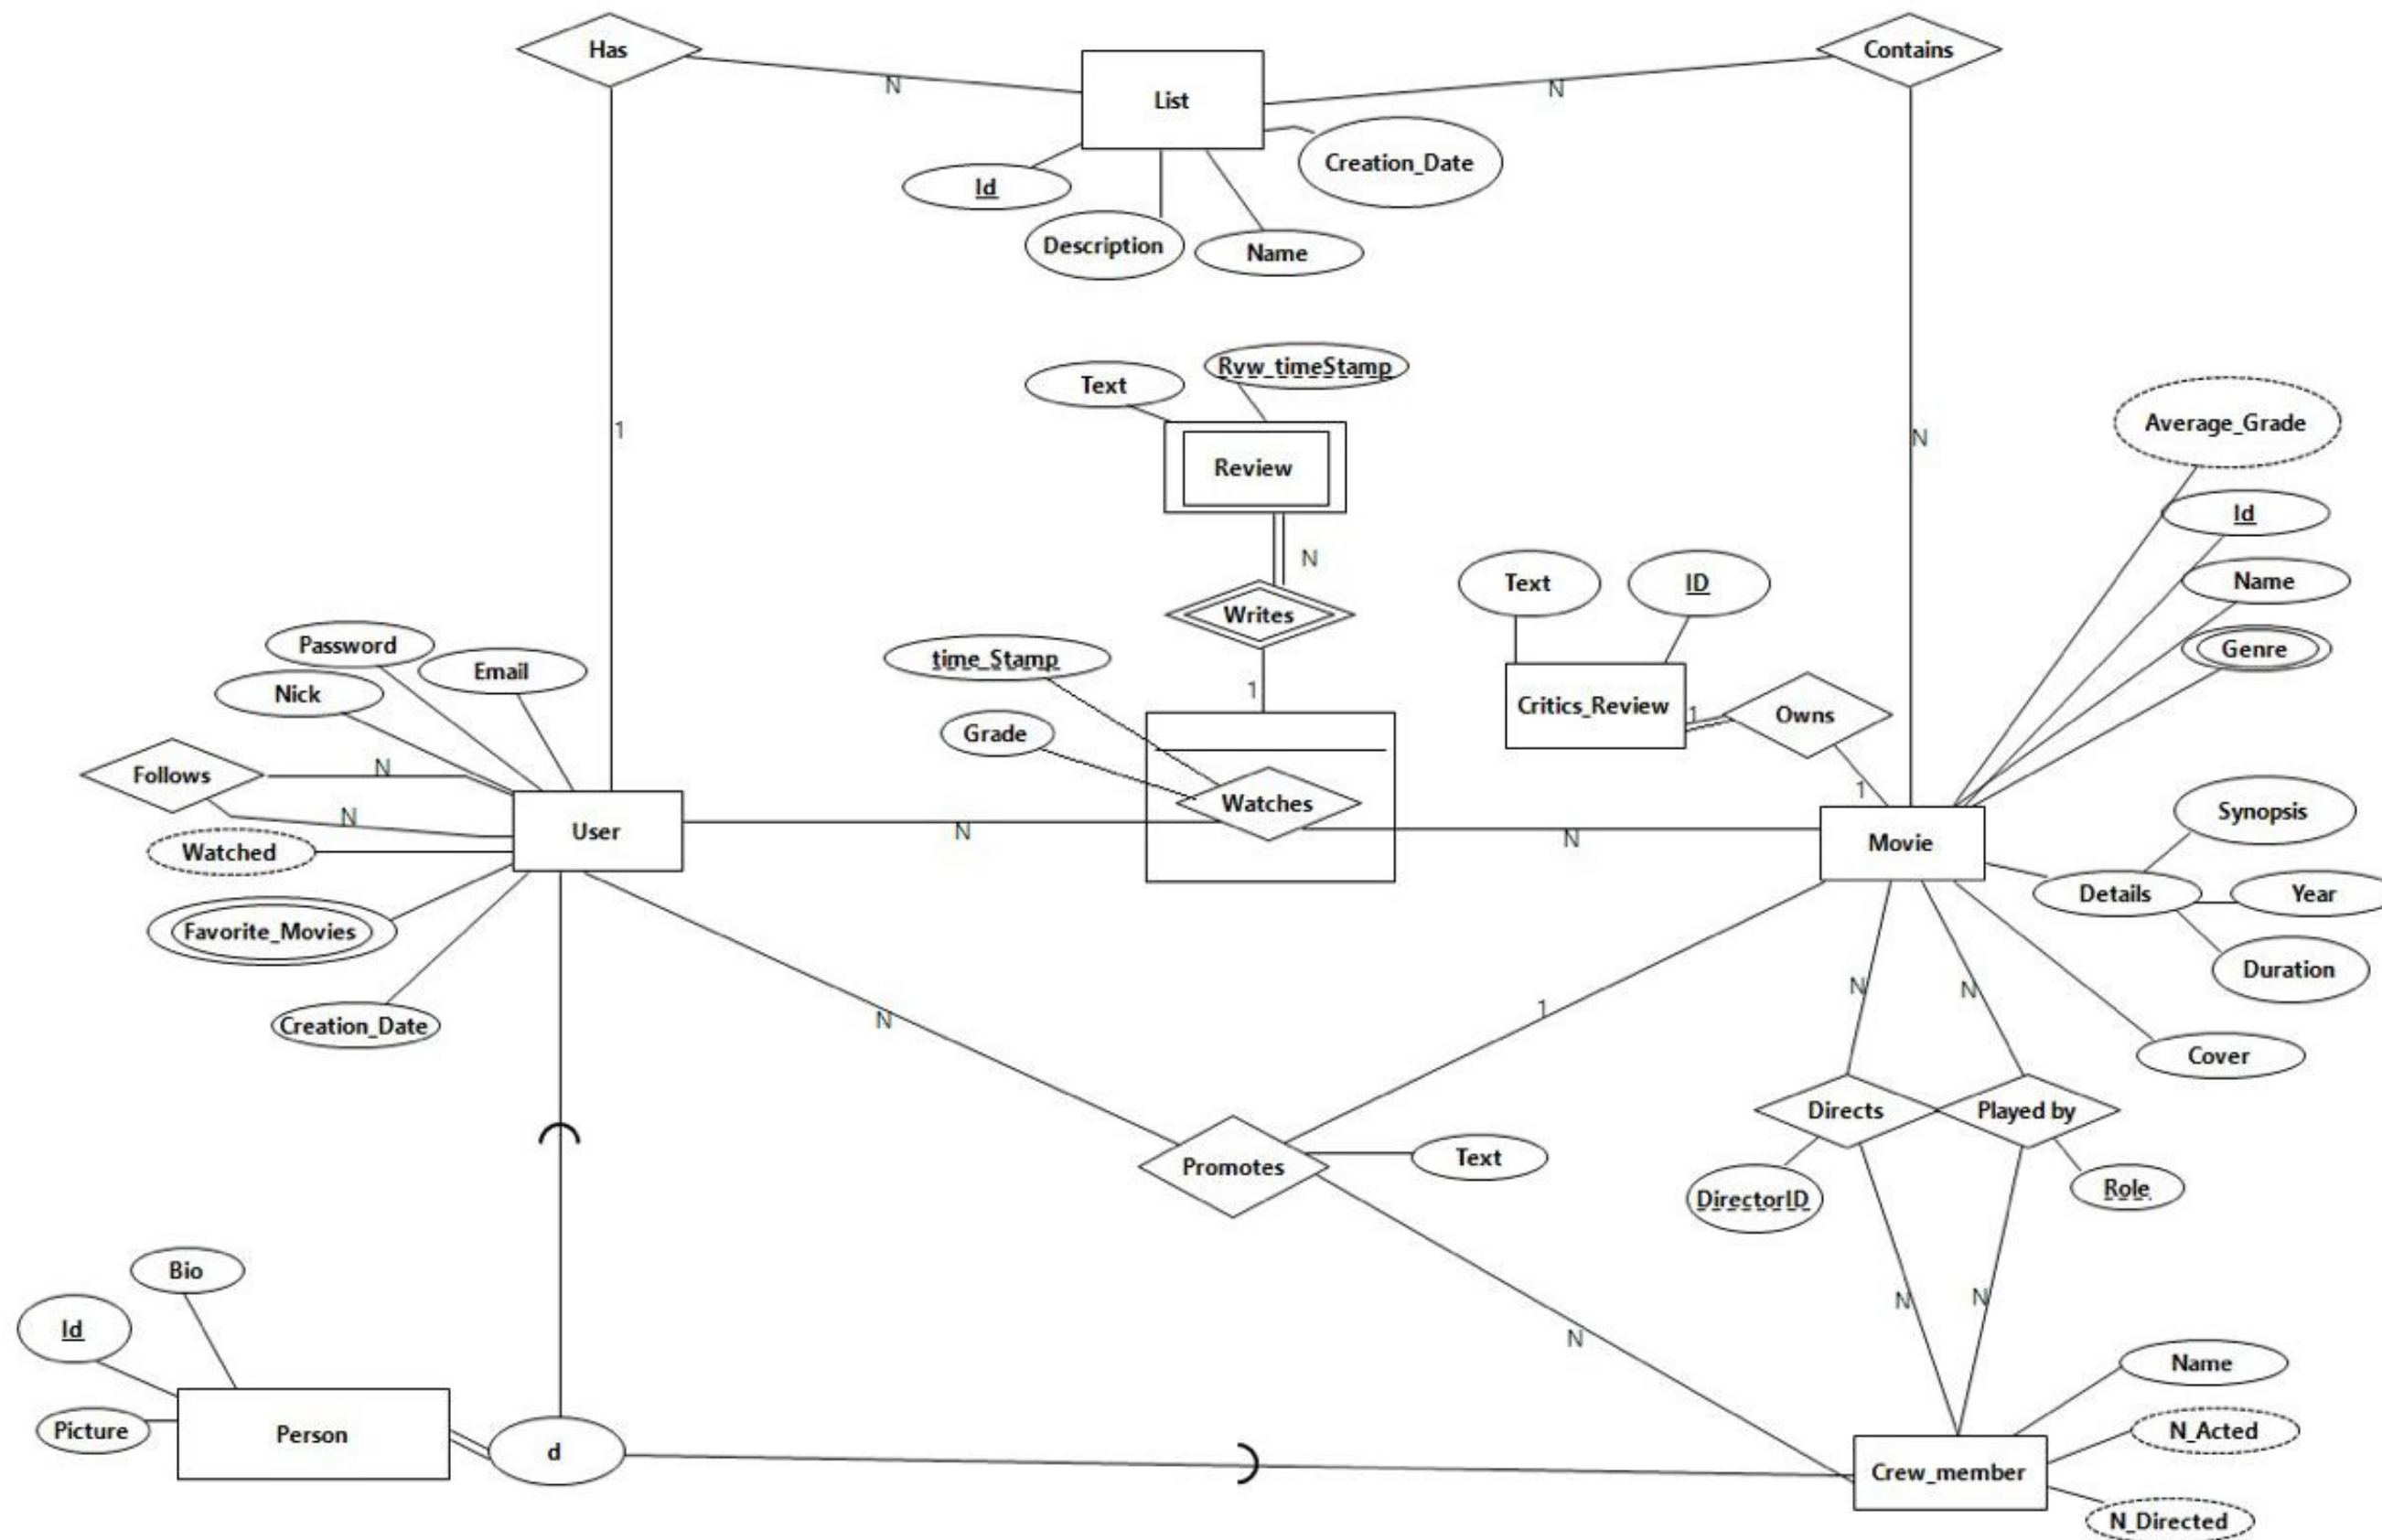 Has
Contains
N
List
N
Creation_Date
Id
Description
Name
1
N
Text
Rvw_timeStamp
Review
N
Writes
1
Average_Grade
Id
Name
Genre
Text
ID
Critics_Review
1
Owns
1
Password
Email
Nick
Follows
N
N
Watched
User
Favorite_Movies
Creation_Date
time_Stamp
Grade
Watches
N
N
Movie
Synopsis
Details
Year
Duration
Cover
N
1
N
N
Promotes
Text
Directs
Played by
DirectorID
Role
N
N
N
Bio
Id
Picture
Person
d
Name
N_Acted
Crew_member
N_Directed